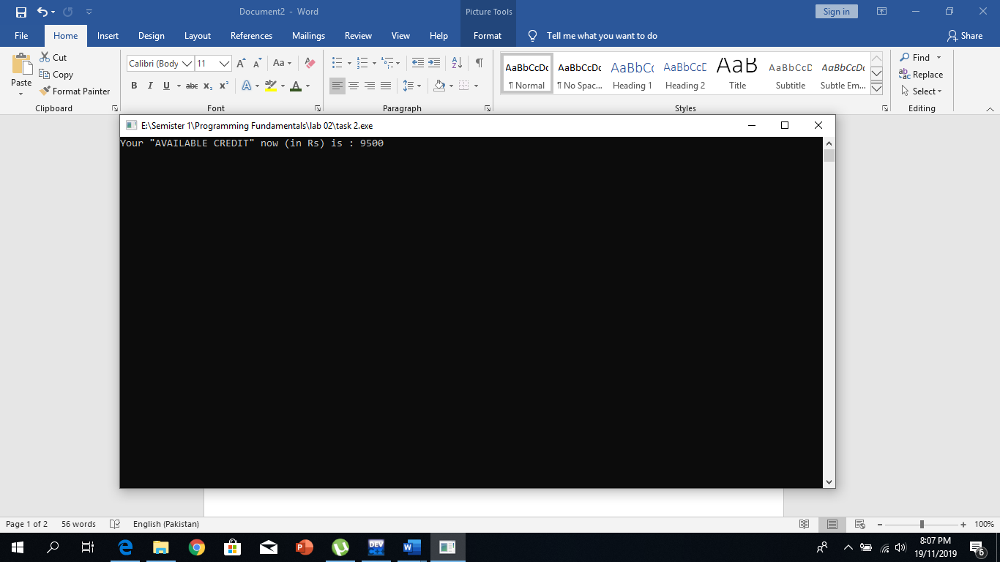 Document2 - Word
Picture Tools
Sign in
File
Home
Insert
Design
Layout
References
Mailings
Review
View
Help
Format
Tell me what you want to do
Share
Paste
Cut
Copy
Format Painter
Clipboard
Calibri (Body
11
Font
Paragraph
AaBbCcDc
¶ Normal
AaBbCcDc
¶ No Spac...
AaBbCc
Heading 1
AaBbCcD
Heading 2
AaB
Title
AaBbCcD
Subtitle
AaBbCcDc
Subtle Em...
Styles
Find
Replace
Select
Editing
E:\Semister 1\Programming Fundamentals\lab 02\task 2.exe
Your "AVAILABLE CREDIT" now (in Rs) is : 9500
Page 1 of 2
56 words
English (Pakistan)
100%
DEV
8:07 PM
19/11/2019
6